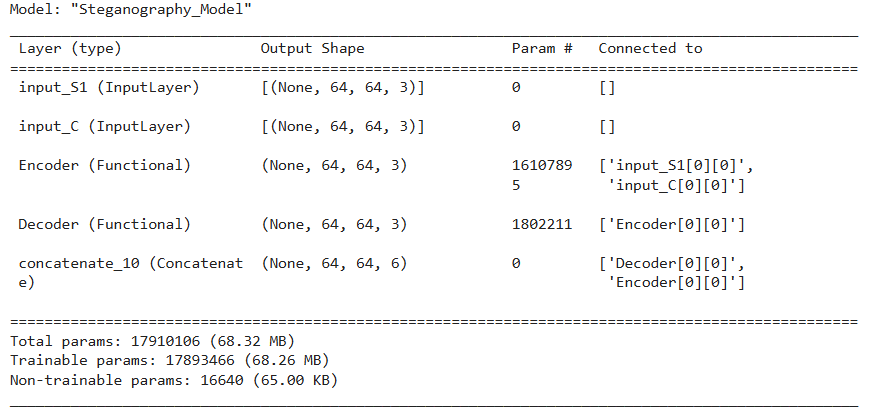 Model: "Steganography_Model"
Layer (type) Output Shape Param # Connected to
input_S1 (InputLayer) [(None, 64, 64, 3)] 0 []
input_C (InputLayer) [(None, 64, 64, 3)] 0 []
Encoder (Functional) (None, 64, 64, 3) 1610789 ['input_S1[0][0]',
5 'input_C[0][0]']
Decoder (Functional) (None, 64, 64, 3) 1802211 ['Encoder[0][0]']
concatenate_10 (Concatenat (None, 64, 64, 6) 0 ['Decoder[0][0]',
e) 'Encoder[0][0]']
Total params: 17910106 (68.32 MB)
Trainable params: 17893466 (68.26 MB)
Non-trainable params: 16640 (65.00 KB)